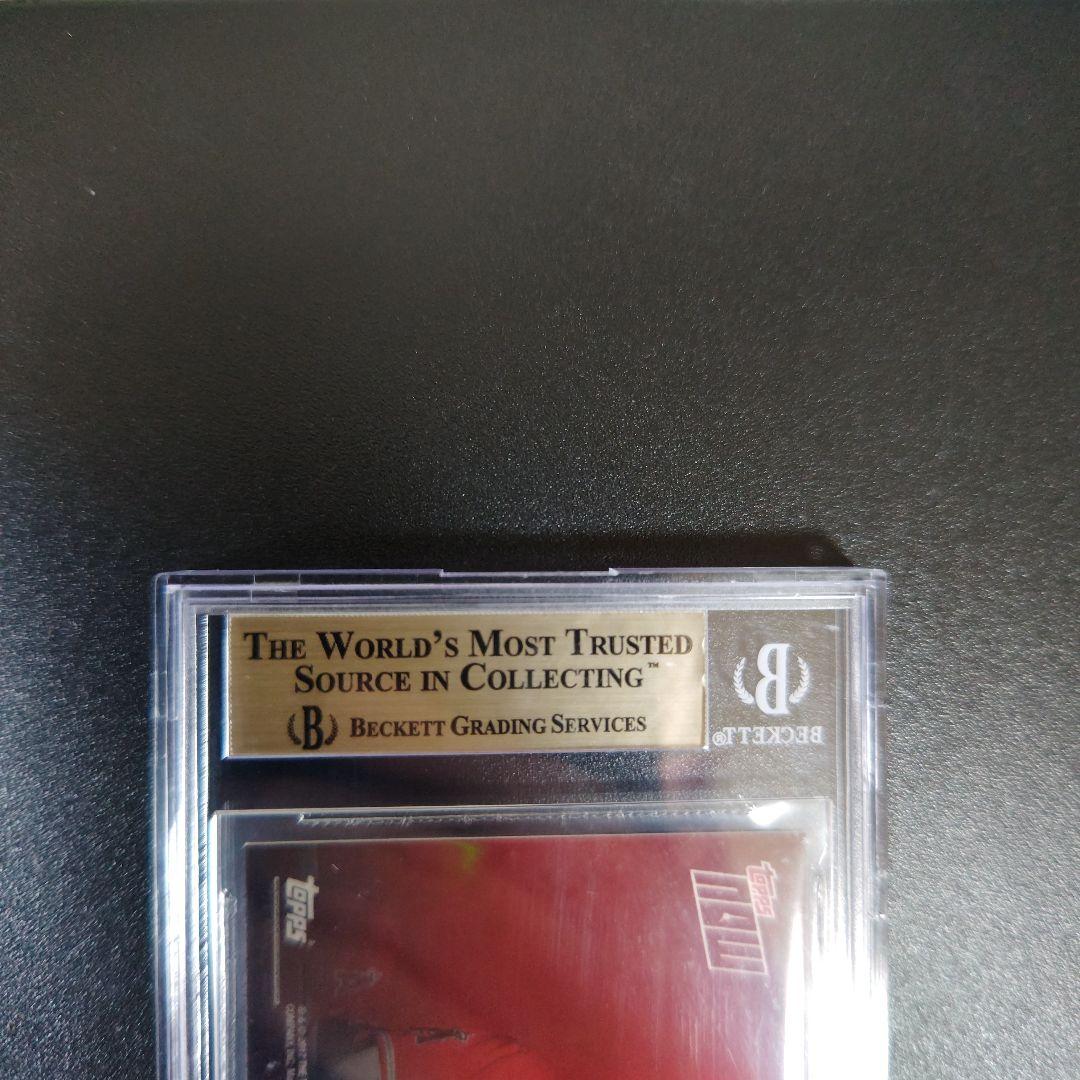 THE WORLD'S MOST TRUSTED
SOURCE IN COLLECTING™
B BECKETT GRADING SERVICES
B
BECKETT®
topps
NOW
topps